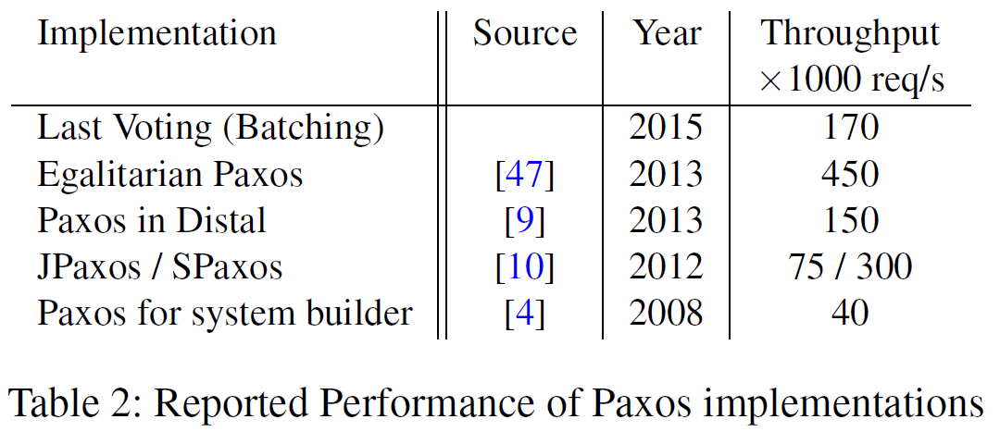 Implementation Source Year Throughput
×1000 req/s
Last Voting (Batching) 2015 170
Egalitarian Paxos [47] 2013 450
Paxos in Distal [9] 2013 150
JPaxos / SPaxos [10] 2012 75 / 300
Paxos for system builder [4] 2008 40
Table 2: Reported Performance of Paxos implementations